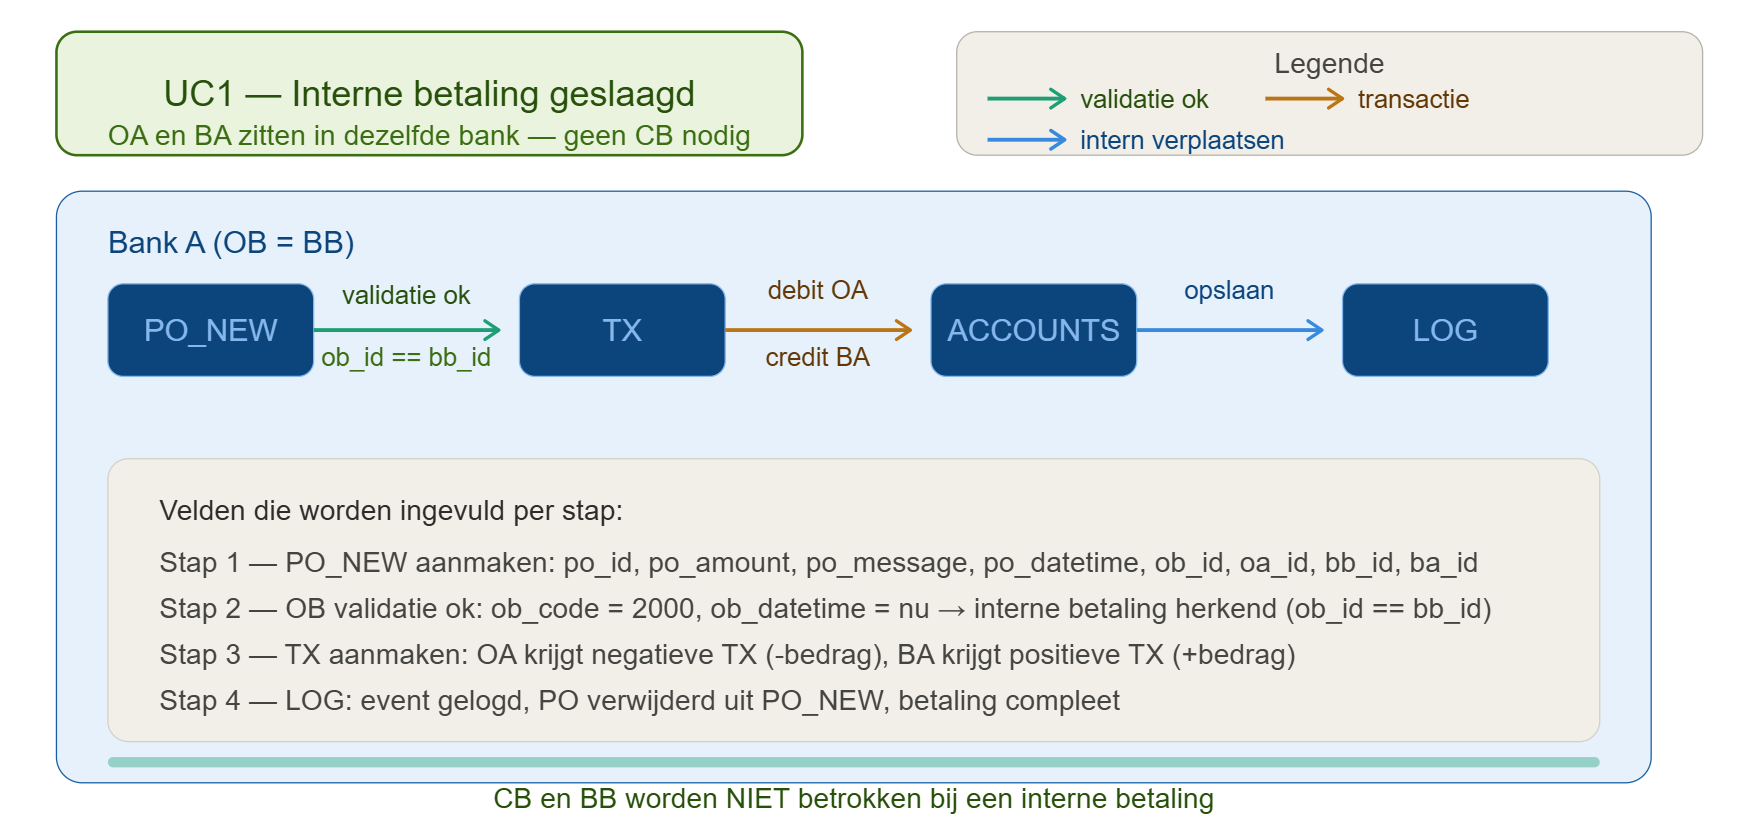 UC1 — Interne betaling geslaagd
OA en BA zitten in dezelfde bank — geen CB nodig
Legende
validatie ok
transactie
intern verplaatsen
Bank A (OB = BB)
PO_NEW
validatie ok
ob_id == bb_id
TX
debit OA
credit BA
ACCOUNTS
opslaan
LOG
Velden die worden ingevuld per stap:
Stap 1 — PO_NEW aanmaken: po_id, po_amount, po_message, po_datetime, ob_id, oa_id, bb_id, ba_id
Stap 2 — OB validatie ok: ob_code = 2000, ob_datetime = nu → interne betaling herkend (ob_id == bb_id)
Stap 3 — TX aanmaken: OA krijgt negatieve TX (-bedrag), BA krijgt positieve TX (+bedrag)
Stap 4 — LOG: event gelogd, PO verwijderd uit PO_NEW, betaling compleet
CB en BB worden NIET betrokken bij een interne betaling